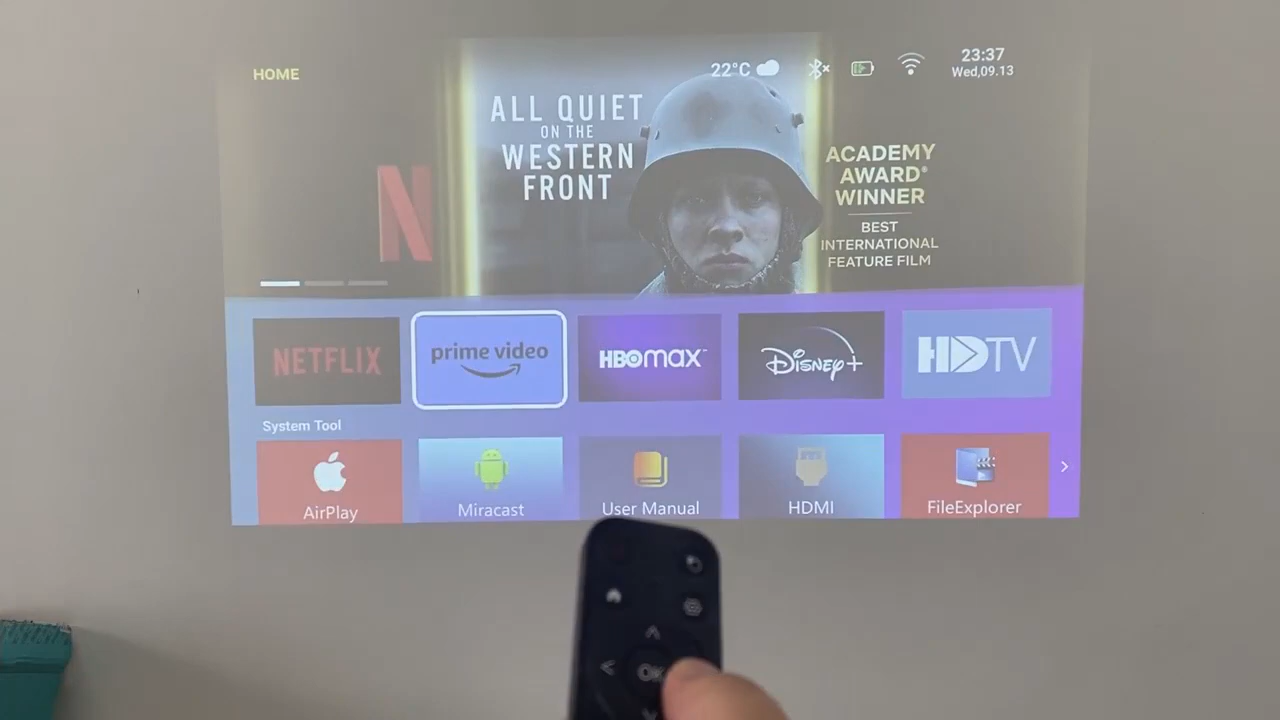 HOME
22°C
23:37
Wed,09.13
ALL QUIET
ON THE
WESTERN
FRONT
N
ACADEMY
AWARD®
WINNER
BEST
INTERNATIONAL
FEATURE FILM
NETFLIX
prime video
HBOmax™
Disney+
HDTV
System Tool
AirPlay
Miracast
User Manual
HDMI
FileExplorer
OK